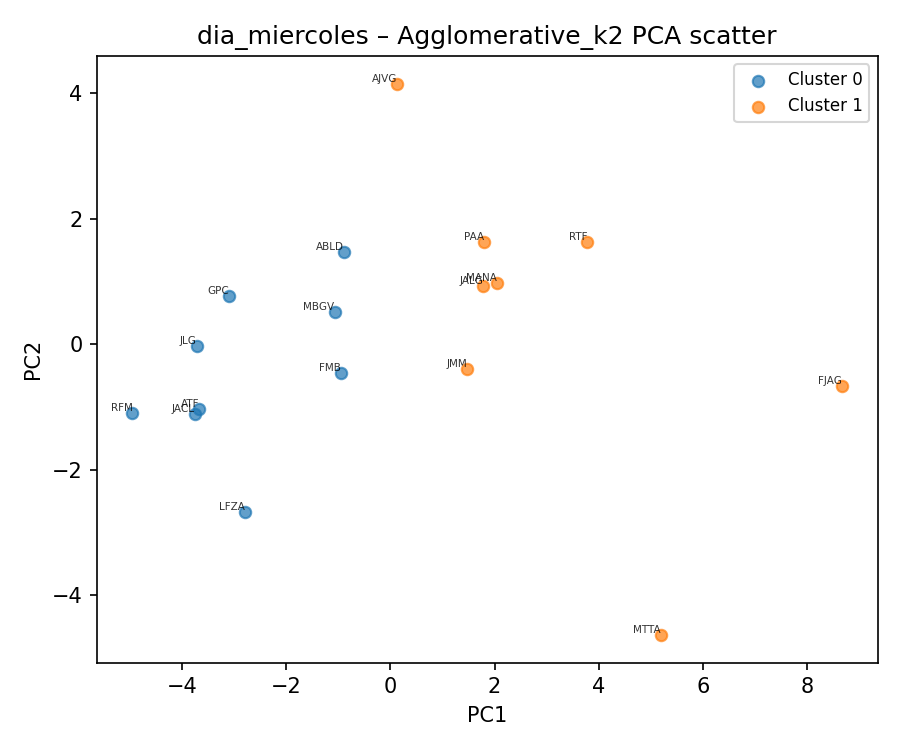 dia_miercoles – Agglomerative_k2 PCA scatter
Cluster 0
Cluster 1
AJVG
PAA
RTF
ABLD
MANA
JALG
GPC
MBGV
JLG
JMM
FMB
FJAG
ATF
RFM
JACL
LFZA
MTTA
4
2
0
−2
−4
PC2
−4
−2
0
2
4
6
8
PC1